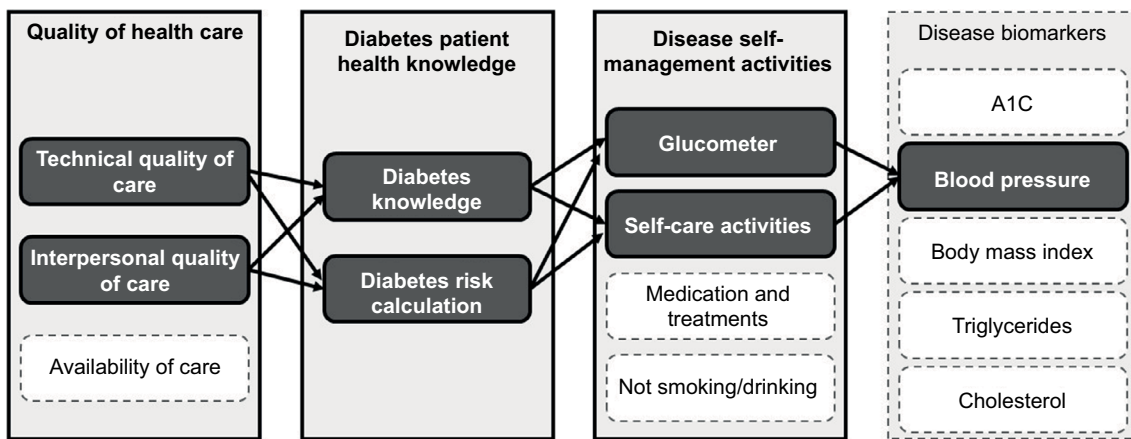 Quality of health care
Technical quality of
care
Interpersonal quality
of care
Availability of care
Diabetes patient
health knowledge
Diabetes
knowledge
Diabetes risk
calculation
Disease self-
management activities
Glucometer
Self-care activities
Medication and
treatments
Not smoking/drinking
Disease biomarkers
A1C
Blood pressure
Body mass index
Triglycerides
Cholesterol